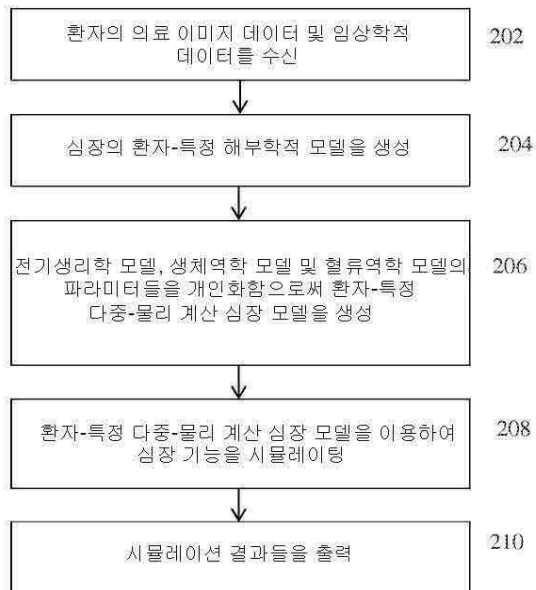 환자의 의료 이미지 데이터 및 임상학적
데이터를 수신
202
심장의 환자-특정 해부학적 모델을 생성
204
전기생리학 모델, 생체역학 모델 및 혈류역학 모델의
파라미터들을 개인화함으로써 환자-특정
다중-물리 계산 심장 모델을 생성
206
환자-특정 다중-물리 계산 심장 모델을 이용하여
심장 기능을 시뮬레이팅
208
시뮬레이션 결과들을 출력
210